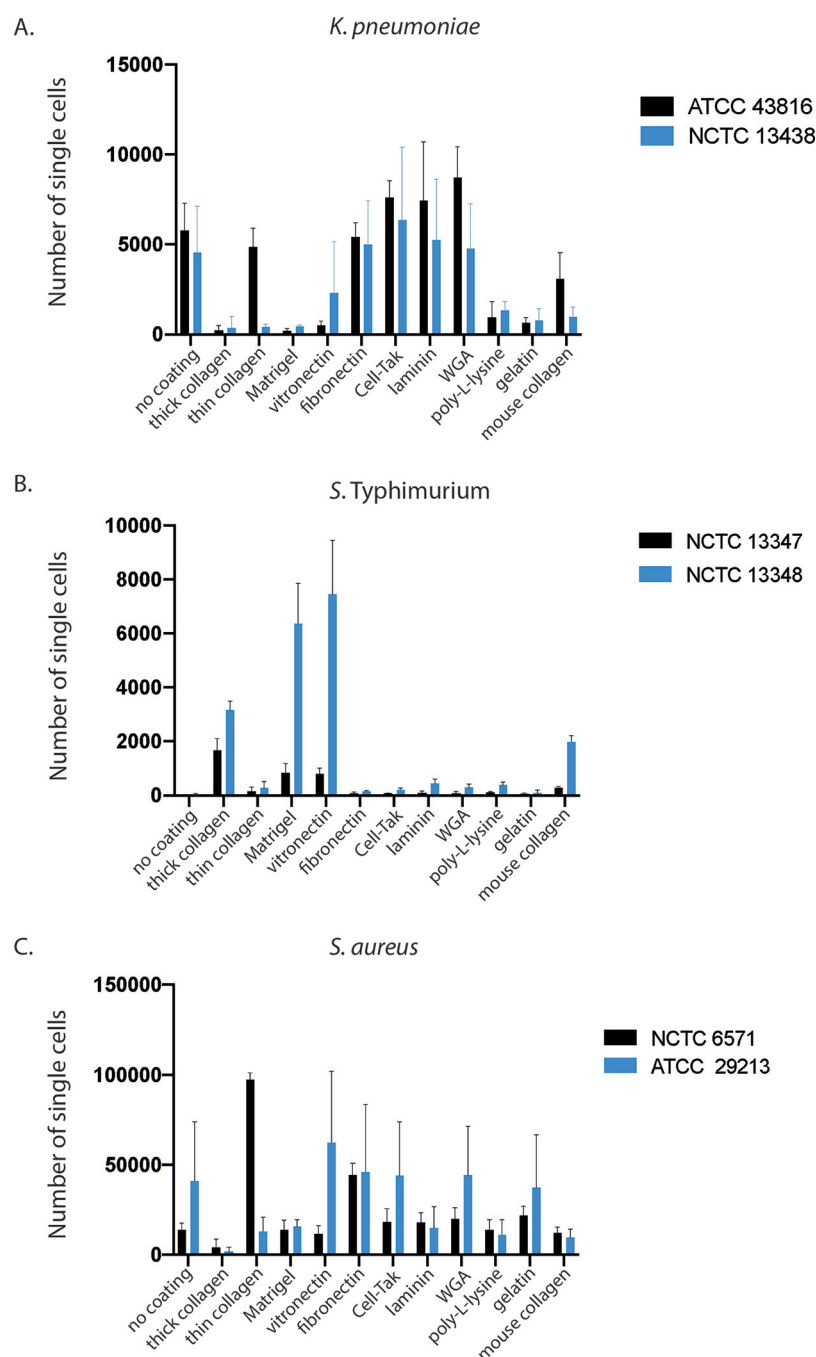 A.
K. pneumoniae
Number of single cells
15000
10000
5000
0
ATCC 43816
NCTC 13438
no coating
thick collagen
thin collagen
Matrigel
vitronectin
fibronectin
Cell-Tak
laminin
WGA
poly-L-lysine
gelatin
mouse collagen
B.
S. Typhimurium
Number of single cells
10000
8000
6000
4000
2000
0
NCTC 13347
NCTC 13348
no coating
thick collagen
thin collagen
Matrigel
vitronectin
fibronectin
Cell-Tak
laminin
WGA
poly-L-lysine
gelatin
mouse collagen
C.
S. aureus
Number of single cells
150000
100000
50000
0
NCTC 6571
ATCC 29213
no coating
thick collagen
thin collagen
Matrigel
vitronectin
fibronectin
Cell-Tak
laminin
WGA
poly-L-lysine
gelatin
mouse collagen